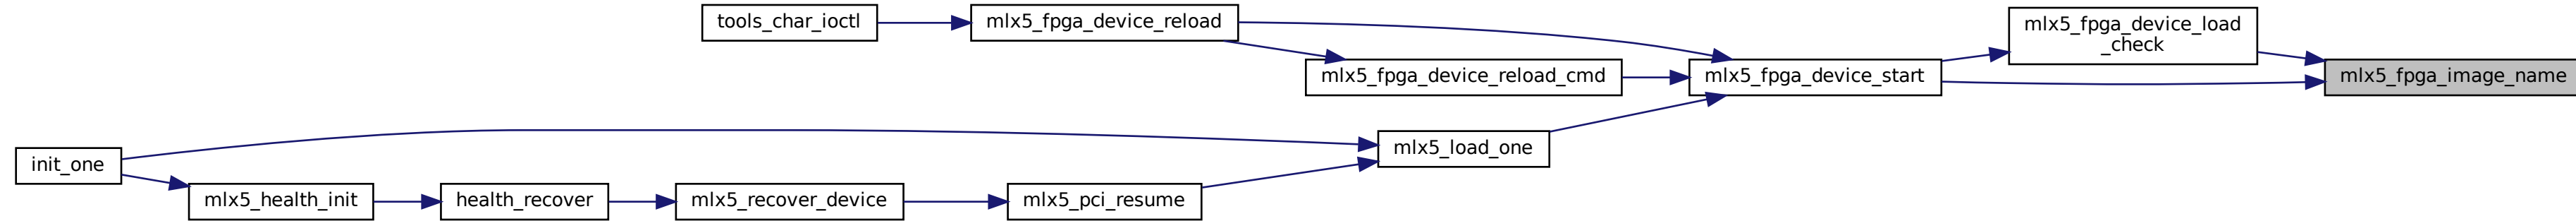 tools_char_ioctl
mlx5_fpga_device_reload
mlx5_fpga_device_load
_check
mlx5_fpga_device_reload_cmd
mlx5_fpga_device_start
mlx5_fpga_image_name
init_one
mlx5_load_one
mlx5_health_init
health_recover
mlx5_recover_device
mlx5_pci_resume